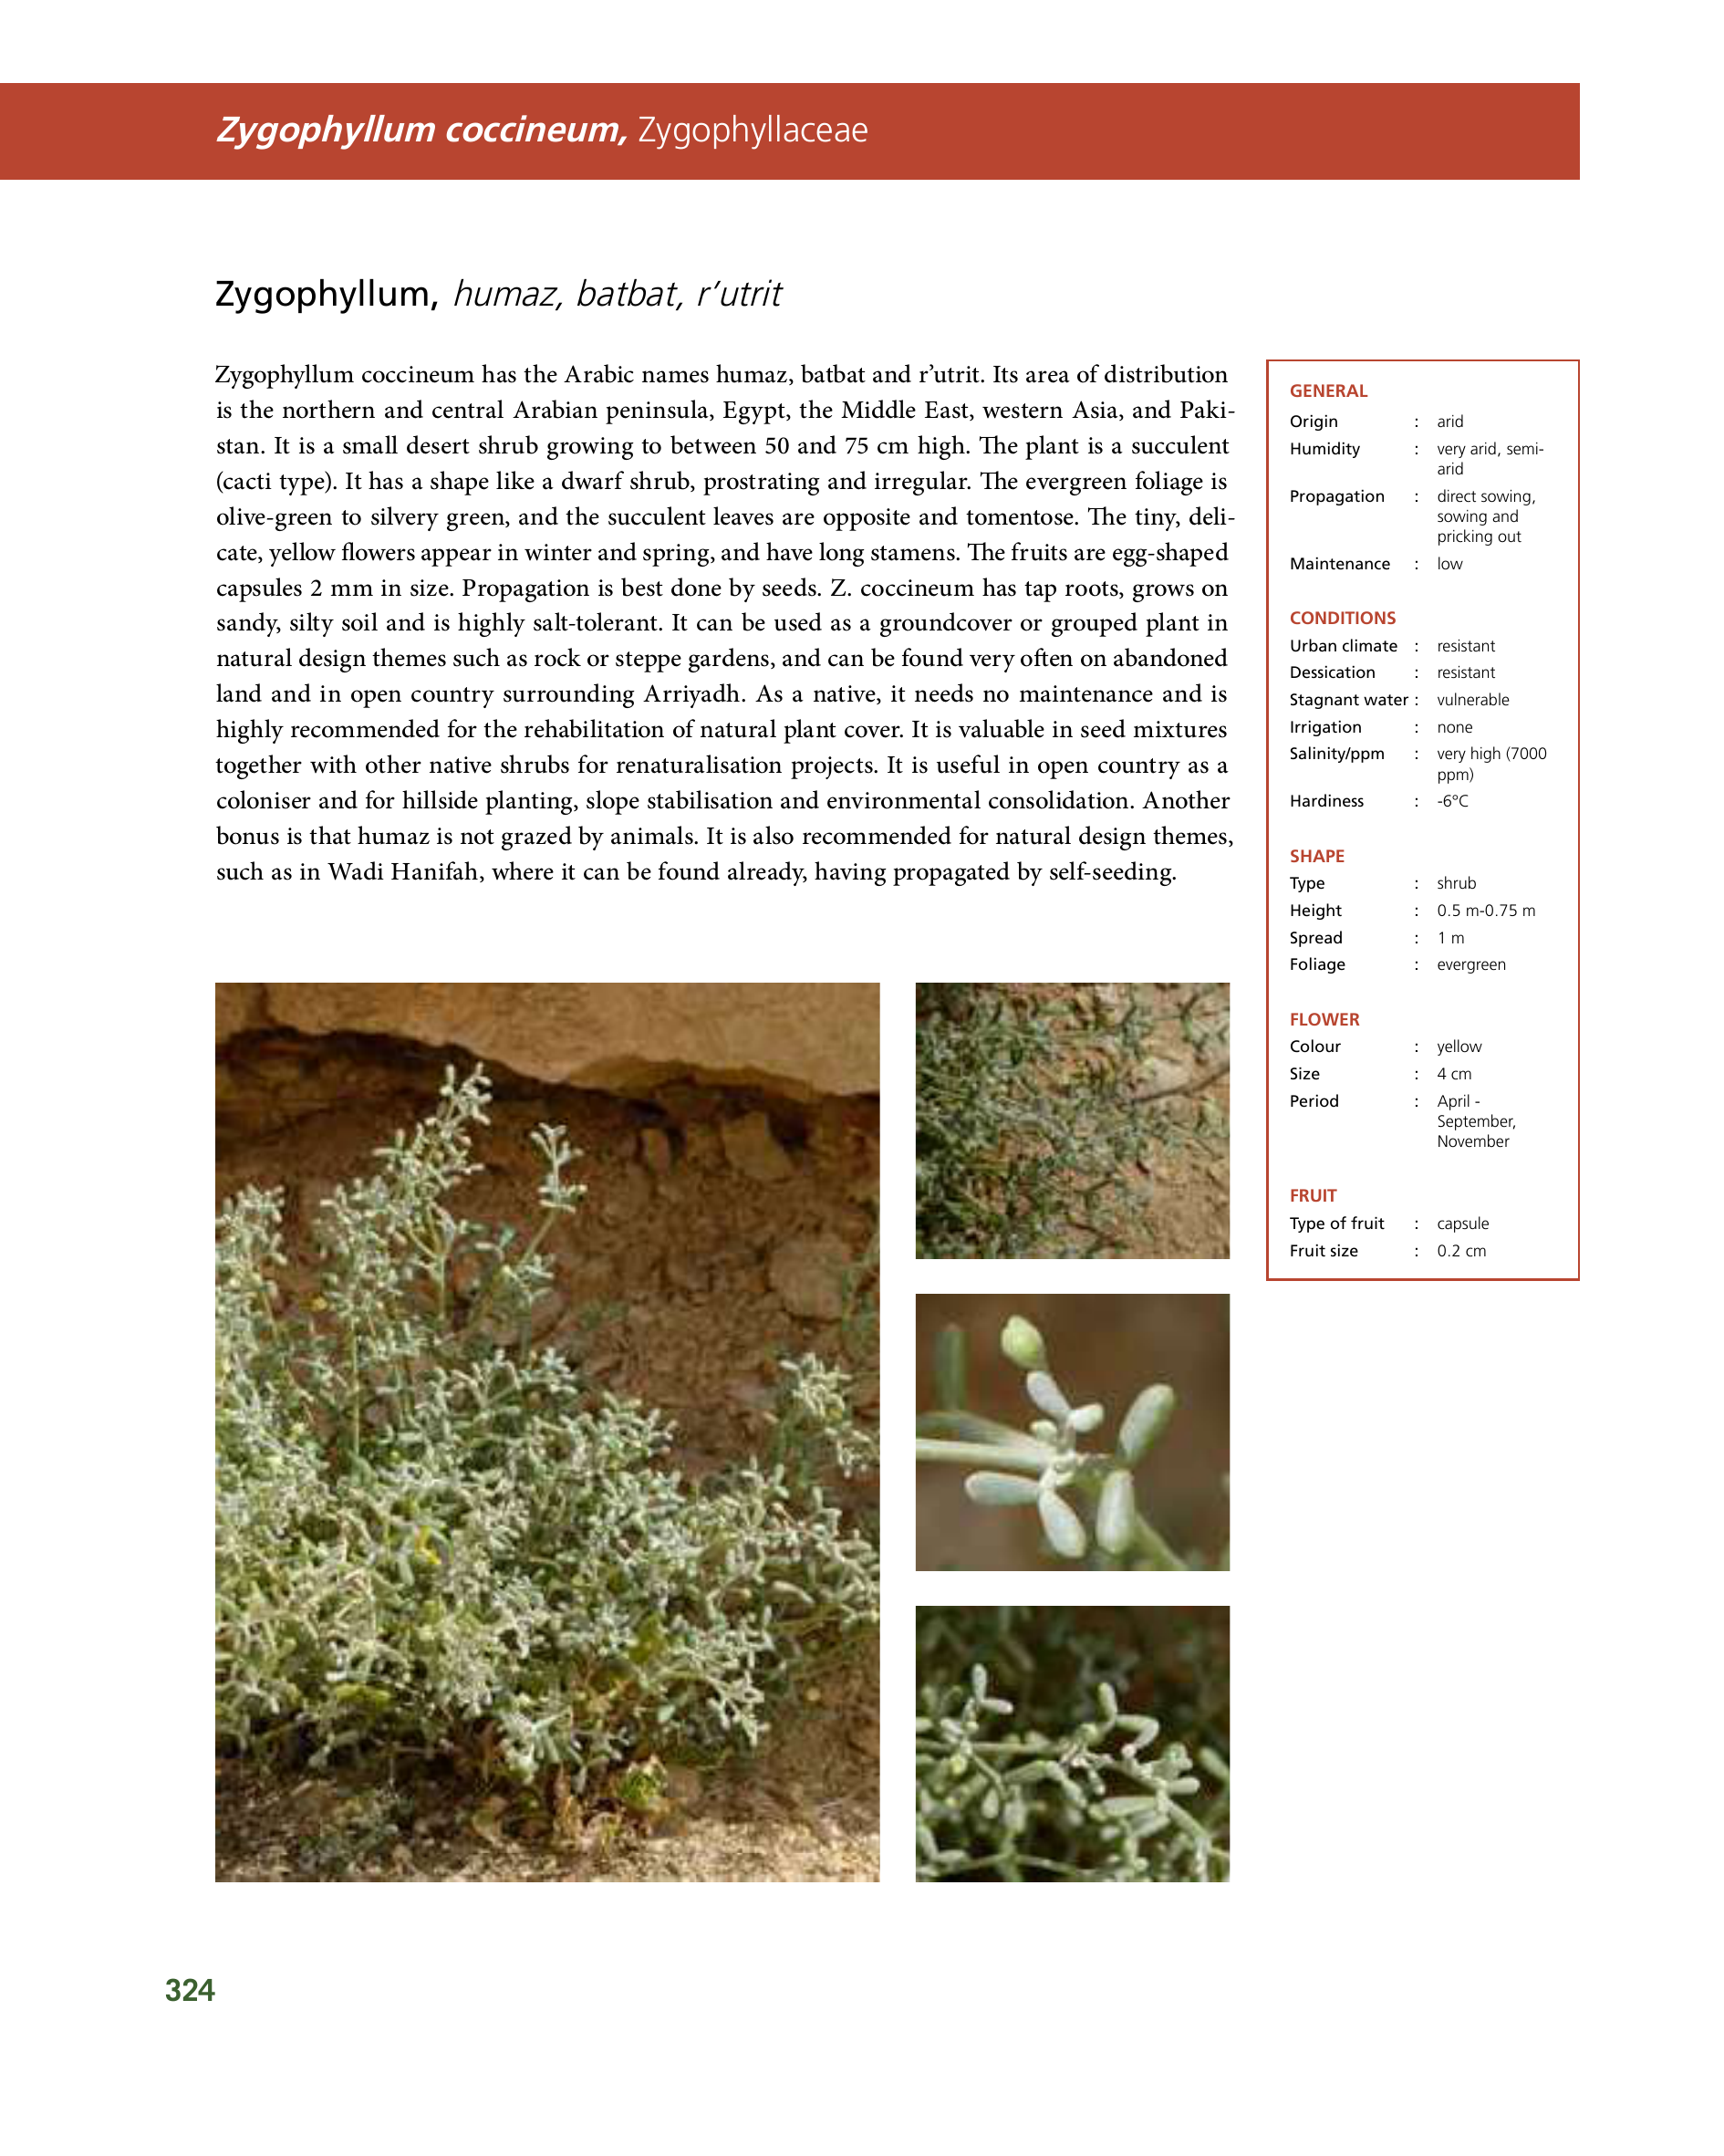 Zygophyllum coccineum, Zygophyllaceae
Zygophyllum, humaz, batbat, r’utrit
Zygophyllum coccineum has the Arabic names humaz, batbat and r’utrit. Its area of distribution
is the northern and central Arabian peninsula, Egypt, the Middle East, western Asia, and Paki-
stan. It is a small desert shrub growing to between 50 and 75 cm high. The plant is a succulent
(cacti type). It has a shape like a dwarf shrub, prostrating and irregular. The evergreen foliage is
olive-green to silvery green, and the succulent leaves are opposite and tomentose. The tiny, deli-
cate, yellow flowers appear in winter and spring, and have long stamens. The fruits are egg-shaped
capsules 2 mm in size. Propagation is best done by seeds. Z. coccineum has tap roots, grows on
sandy, silty soil and is highly salt-tolerant. It can be used as a groundcover or grouped plant in
natural design themes such as rock or steppe gardens, and can be found very often on abandoned
land and in open country surrounding Arriyadh. As a native, it needs no maintenance and is
highly recommended for the rehabilitation of natural plant cover. It is valuable in seed mixtures
together with other native shrubs for renaturalisation projects. It is useful in open country as a
coloniser and for hillside planting, slope stabilisation and environmental consolidation. Another
bonus is that humaz is not grazed by animals. It is also recommended for natural design themes,
such as in Wadi Hanifah, where it can be found already, having propagated by self-seeding.
GENERAL
Origin : arid
Humidity : very arid, semi-
arid
Propagation : direct sowing,
sowing and
pricking out
Maintenance : low
CONDITIONS
Urban climate : resistant
Dessication : resistant
Stagnant water : vulnerable
Irrigation : none
Salinity/ppm : very high (7000
ppm)
Hardiness : -6°C
SHAPE
Type : shrub
Height : 0.5 m-0.75 m
Spread : 1 m
Foliage : evergreen
FLOWER
Colour : yellow
Size : 4 cm
Period : April -
September,
November
FRUIT
Type of fruit : capsule
Fruit size : 0.2 cm
324